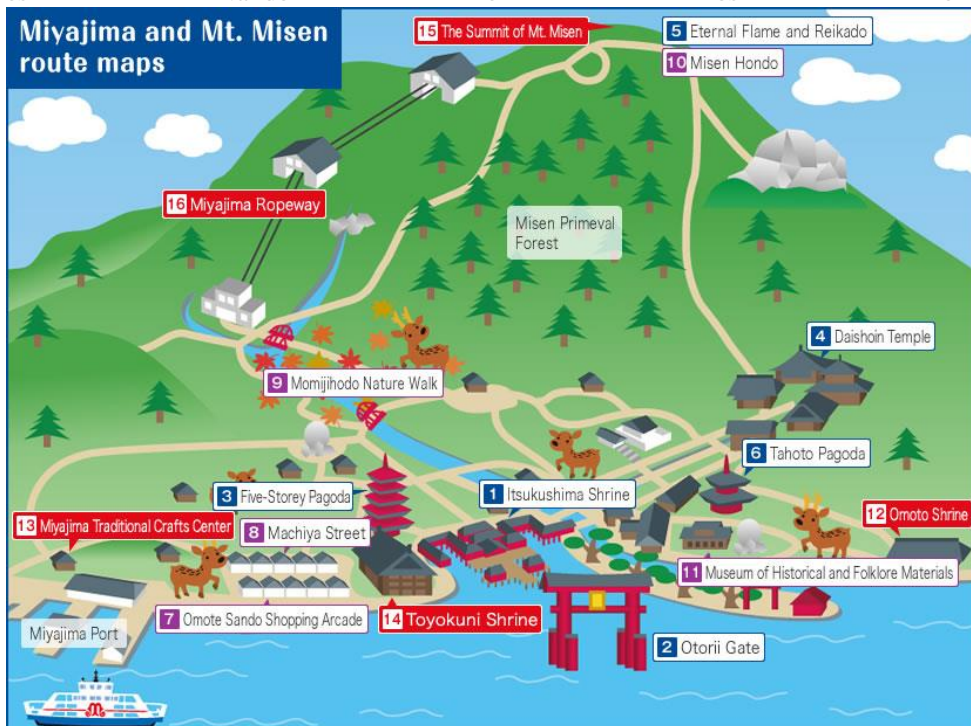 Miyajima and Mt. Misen
route maps
15 The Summit of Mt. Misen
5 Eternal Flame and Reikado
10 Misen Hondo
16 Miyajima Ropeway
Misen Primeval
Forest
4 Daishoin Temple
9 Momijihodo Nature Walk
6 Tahoto Pagoda
3 Five-Storey Pagoda
1 Itsukushima Shrine
13 Miyajima Traditional Crafts Center
8 Machiya Street
12 Omoto Shrine
11 Museum of Historical and Folklore Materials
7 Omote Sando Shopping Arcade
14 Toyokuni Shrine
Miyajima Port
2 Otorii Gate